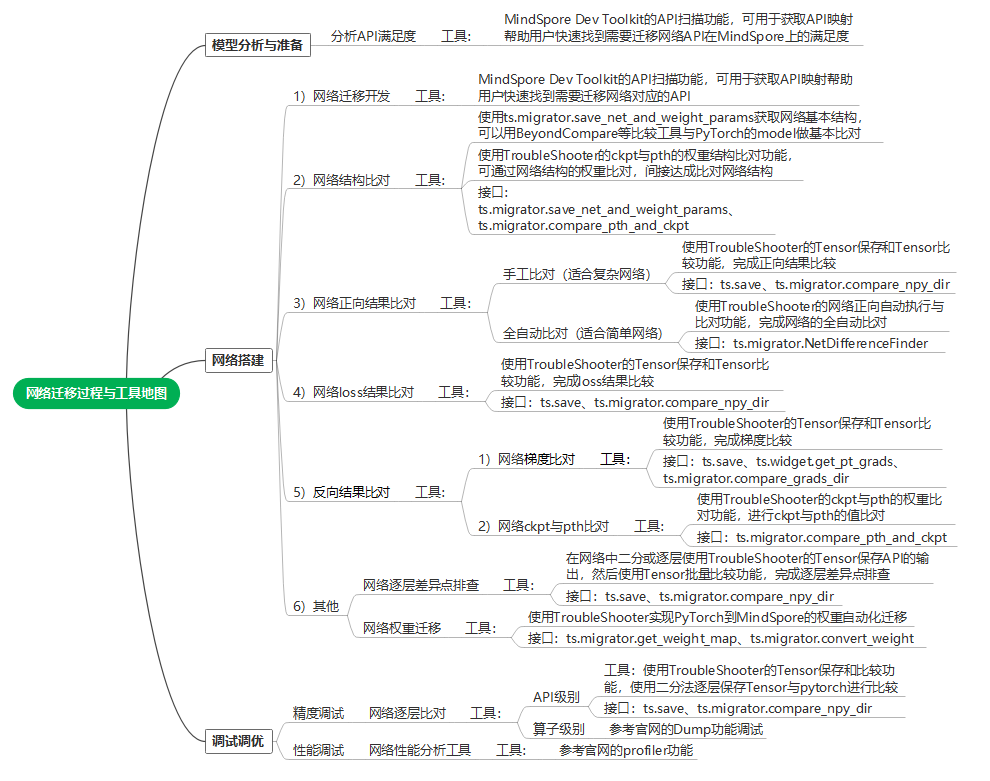 网络迁移过程与工具地图
模型分析与准备
分析API满足度 工具：
MindSpore Dev Toolkit的API扫描功能，可用于获取API映射
帮助用户快速找到需要迁移网络API在MindSpore上的满足度
网络搭建
1）网络迁移开发 工具：
MindSpore Dev Toolkit的API扫描功能，可用于获取API映射帮助
用户快速找到需要迁移网络对应的API
2）网络结构比对 工具：
使用ts.migrator.save_net_and_weight_params获取网络基本结构，
可以用BeyondCompare等比较工具与PyTorch的model做基本比对
使用TroubleShooter的ckpt与pth的权重结构比对功能，
可通过网络结构的权重比对，间接达成比对网络结构
接口：
ts.migrator.save_net_and_weight_params、
ts.migrator.compare_pth_and_ckpt
3）网络正向结果比对 工具：
手工比对（适合复杂网络）
使用TroubleShooter的Tensor保存和Tensor比
较功能，完成正向结果比较
接口：ts.save、ts.migrator.compare_npy_dir
全自动比对（适合简单网络）
使用TroubleShooter的网络正向自动执行与
比对功能，完成网络的全自动比对
接口：ts.migrator.NetDifferenceFinder
4）网络loss结果比对 工具：
使用TroubleShooter的Tensor保存和Tensor比
较功能，完成loss结果比较
接口：ts.save、ts.migrator.compare_npy_dir
5）反向结果比对 工具：
1）网络梯度比对 工具：
使用TroubleShooter的Tensor保存和Tensor比
较功能，完成梯度比较
接口：ts.save、ts.widget.get_pt_grads、
ts.migrator.compare_grads_dir
2）网络ckpt与pth比对 工具：
使用TroubleShooter的ckpt与pth的权重比
对功能，进行ckpt与pth的值比对
接口：ts.migrator.compare_pth_and_ckpt
6）其他
网络逐层差异点排查 工具：
在网络中二分或逐层使用TroubleShooter的Tensor保存API的输
出，然后使用Tensor批量比较功能，完成逐层差异点排查
接口：ts.save、ts.migrator.compare_npy_dir
网络权重迁移 工具：
使用TroubleShooter实现PyTorch到MindSpore的权重自动化迁移
接口：ts.migrator.get_weight_map、ts.migrator.convert_weight
调试调优
精度调试 网络逐层比对 工具：
API级别
工具：使用TroubleShooter的Tensor保存和比较功
能，使用二分法逐层保存Tensor与pytorch进行比较
接口：ts.save、ts.migrator.compare_npy_dir
算子级别 参考官网的Dump功能调试
性能调试 网络性能分析工具 工具： 参考官网的profiler功能